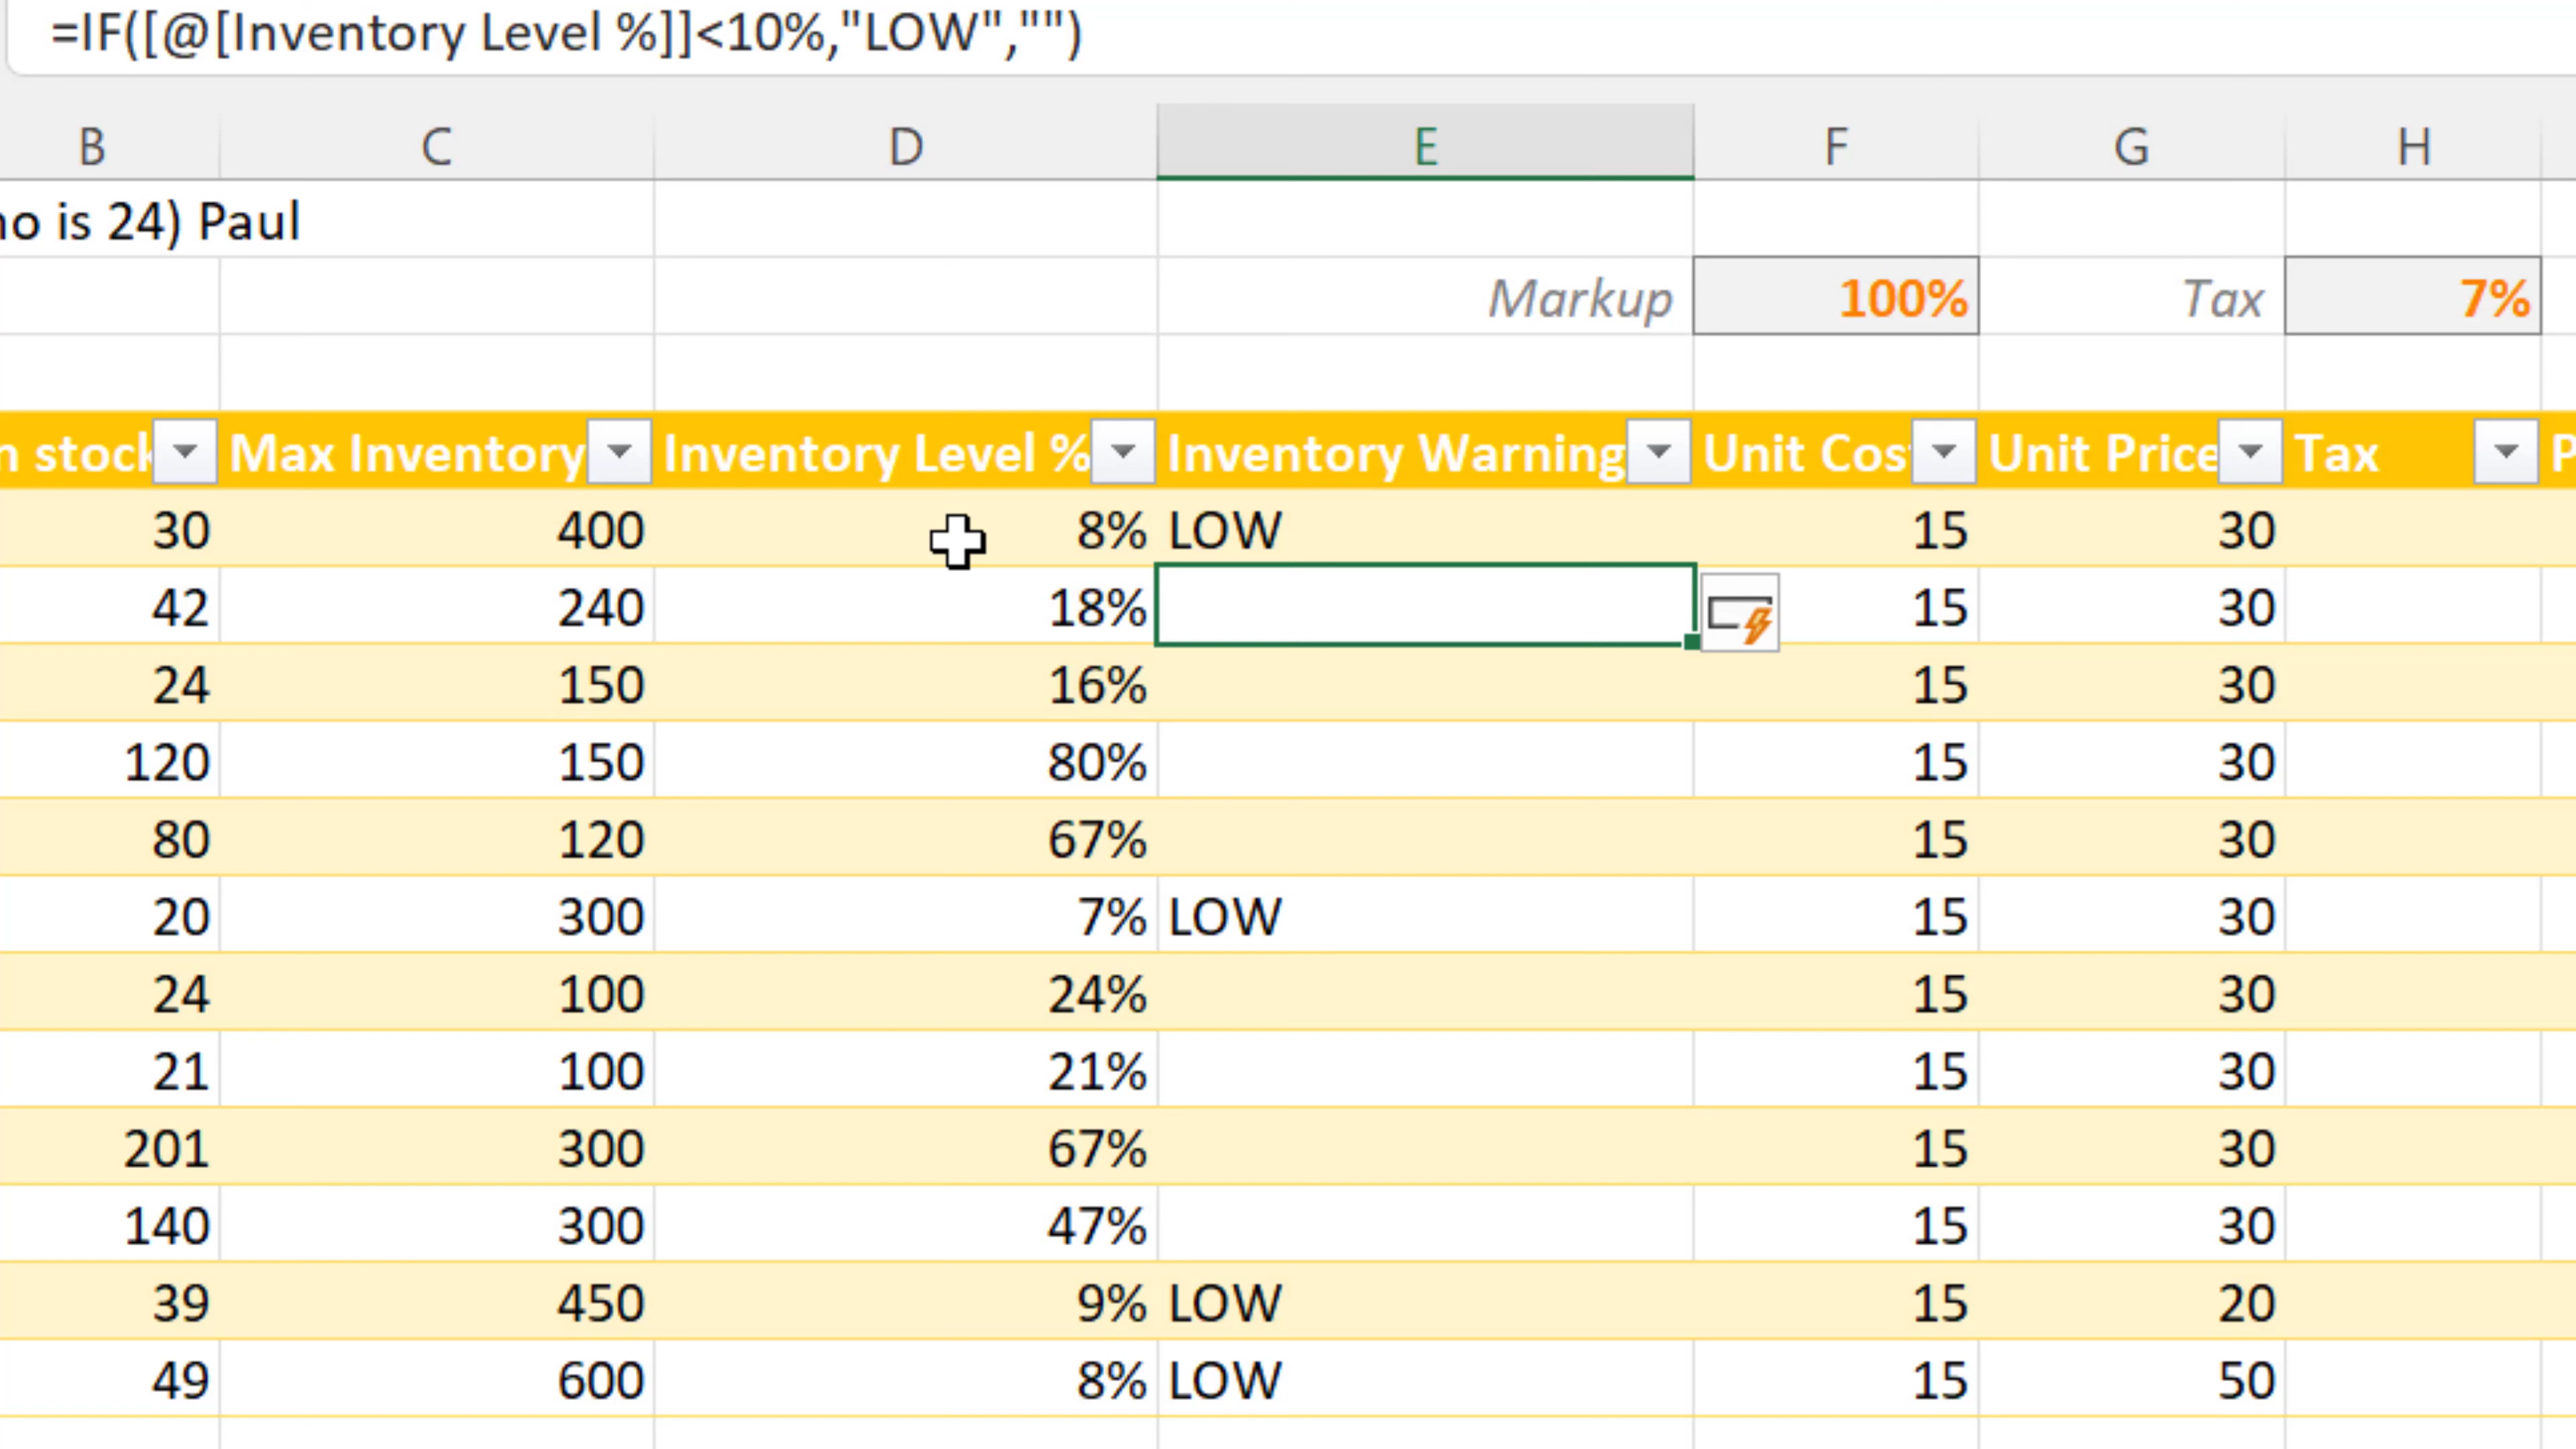 =IF([@[Inventory Level %]]<10%,"LOW","")
B C D E F G H
is 24) Paul
Markup 100% Tax 7%
stock Max Inventory Inventory Level % Inventory Warning Unit Cos Unit Price Tax
30 400 8% LOW 15 30
42 240 18% 15 30
24 150 16% 15 30
120 150 80% 15 30
80 120 67% 15 30
20 300 7% LOW 15 30
24 100 24% 15 30
21 100 21% 15 30
201 300 67% 15 30
140 300 47% 15 30
39 450 9% LOW 15 20
49 600 8% LOW 15 50